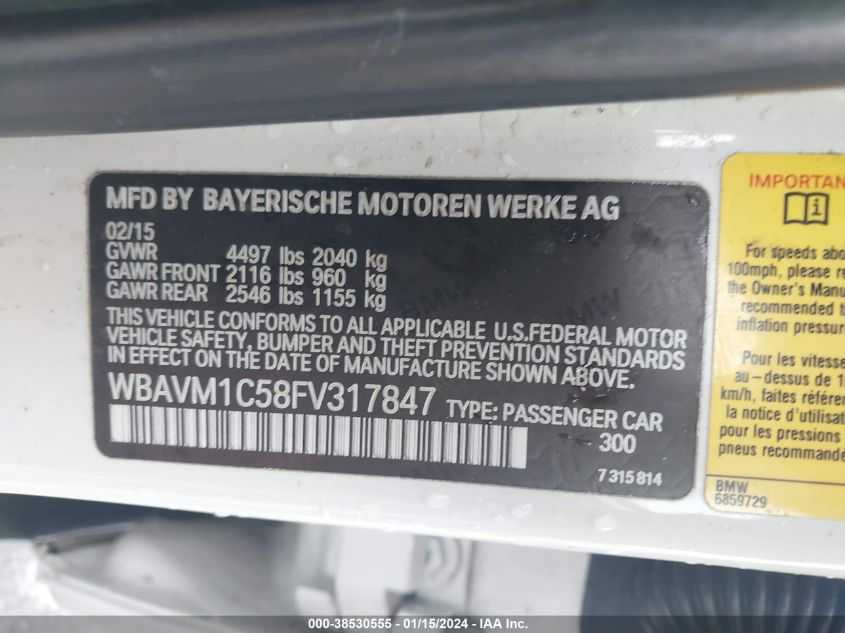 MFD BY BAYERISCHE MOTOREN WERKE AG
02/15
GVWR 4497 lbs 2040 kg
GAWR FRONT 2116 lbs 960 kg
GAWR REAR 2546 lbs 1155 kg
THIS VEHICLE CONFORMS TO ALL APPLICABLE U.S.FEDERAL MOTOR
VEHICLE SAFETY, BUMPER AND THEFT PREVENTION STANDARDS
IN EFFECT ON THE DATE OF MANUFACTURE SHOWN ABOVE.
WBAVM1C58FV317847 TYPE: PASSENGER CAR
300
7 315 814
IMPORTAN
For speeds abo
100mph, please re
the Owner's Manu
recommended t
inflation pressur
Pour les vitesse
au-dessus de 1
km/h, faites référe
la notice d'utilisat
pour les pressions
pneus recommandé
BMW
6859729
000-38530555 - 01/15/2024 - IAA Inc.